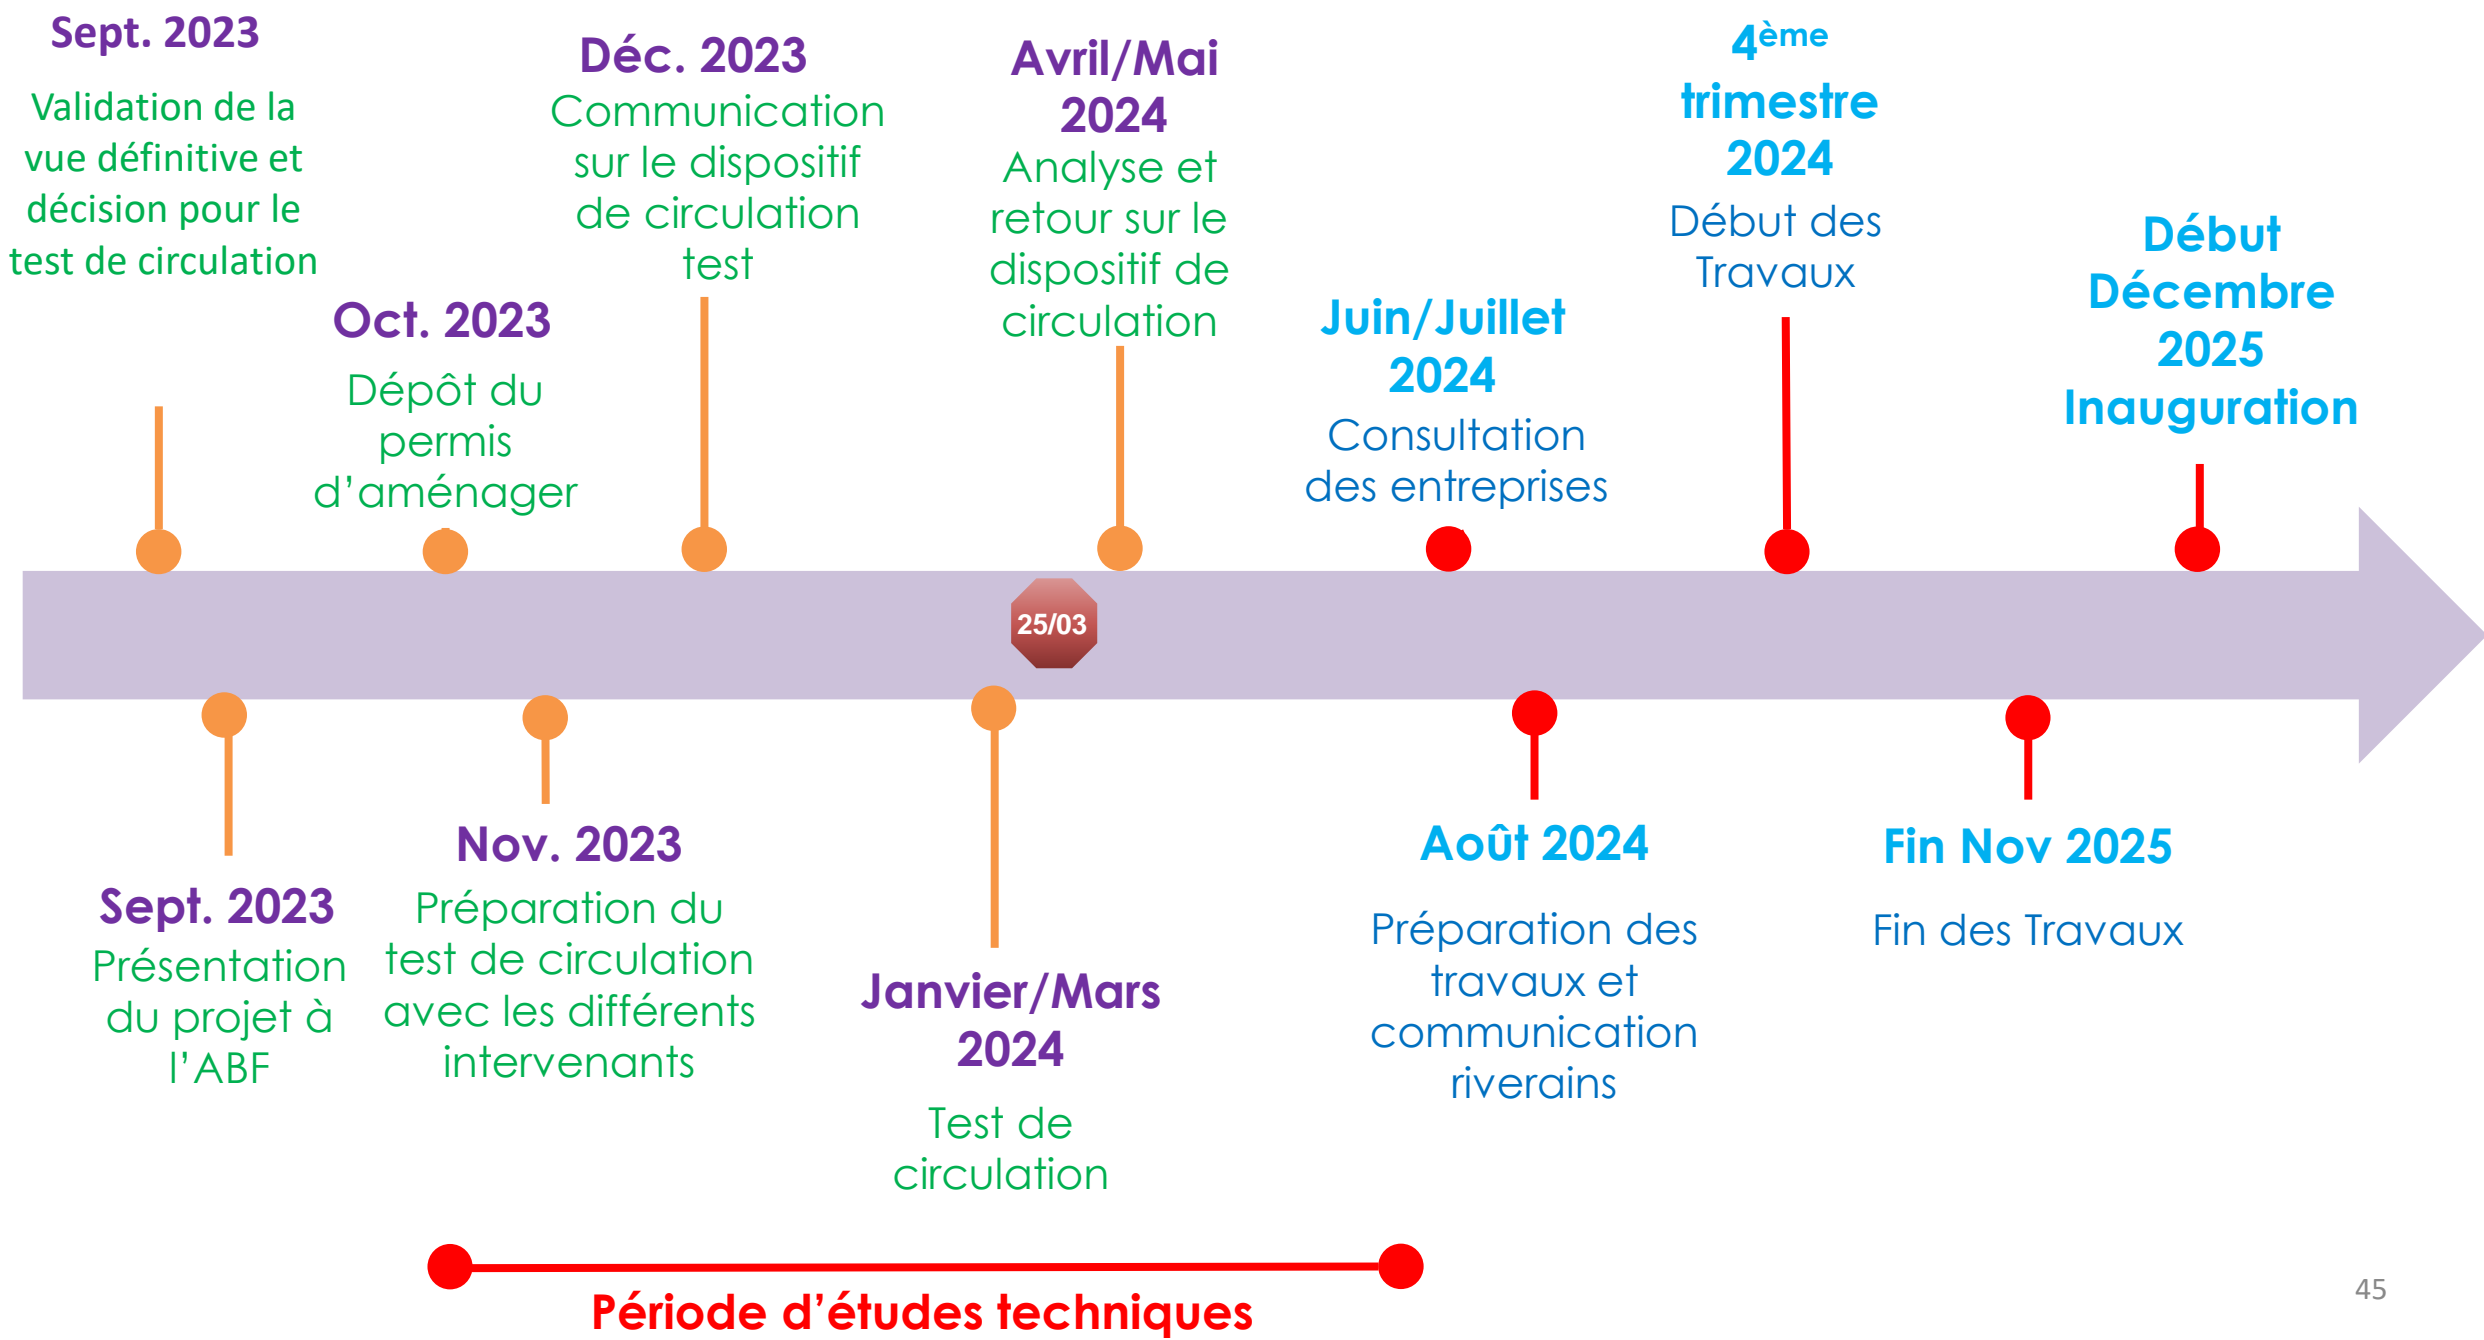 Sept. 2023
Validation de la
vue définitive et
décision pour le
test de circulation
Oct. 2023
Dépôt du
permis
d’aménager
Déc. 2023
Communication
sur le dispositif
de circulation
test
Avril/Mai
2024
Analyse et
retour sur le
dispositif de
circulation
Juin/Juillet
2024
Consultation
des entreprises
4ème
trimestre
2024
Début des
Travaux
Début
Décembre
2025
Inauguration
25/03
Sept. 2023
Présentation
du projet à
l’ABF
Nov. 2023
Préparation du
test de circulation
avec les différents
intervenants
Janvier/Mars
2024
Test de
circulation
Août 2024
Préparation des
travaux et
communication
riverains
Fin Nov 2025
Fin des Travaux
Période d’études techniques
45